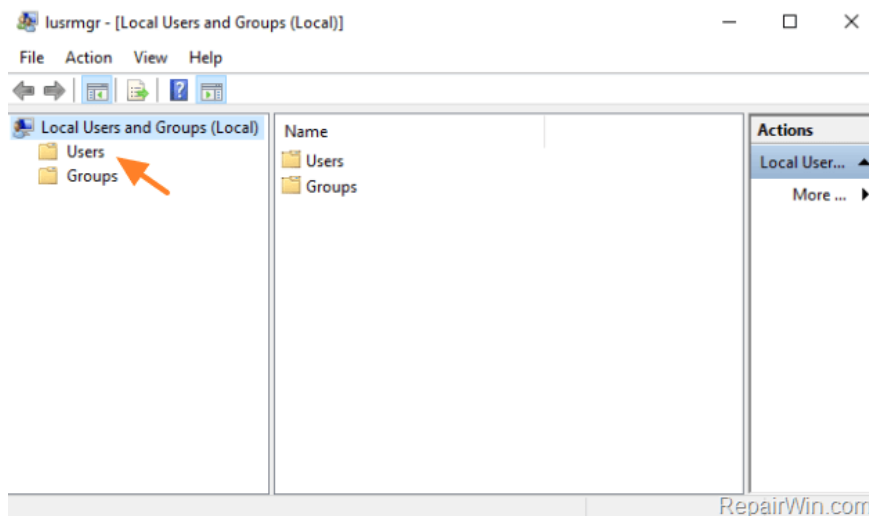 lusrmgr - [Local Users and Groups (Local)]
File Action View Help
Local Users and Groups (Local)
Users
Groups
Name
Users
Groups
Actions
Local User...
More ...
RepairWin.com